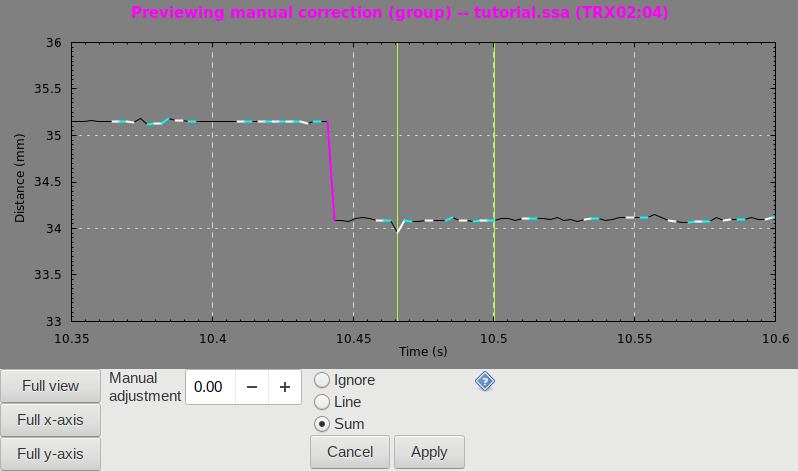 Previewing manual correction (group) -- tutorial.ssa (TRX02:04)
36
35.5
35
34.5
34
33.5
33
Distance (mm)
10.35 10.4 10.45 10.5 10.55 10.6
Time (s)
Full view
Full x-axis
Full y-axis
Manual
adjustment
0.00 − +
Ignore
Line
Sum
Cancel Apply
?